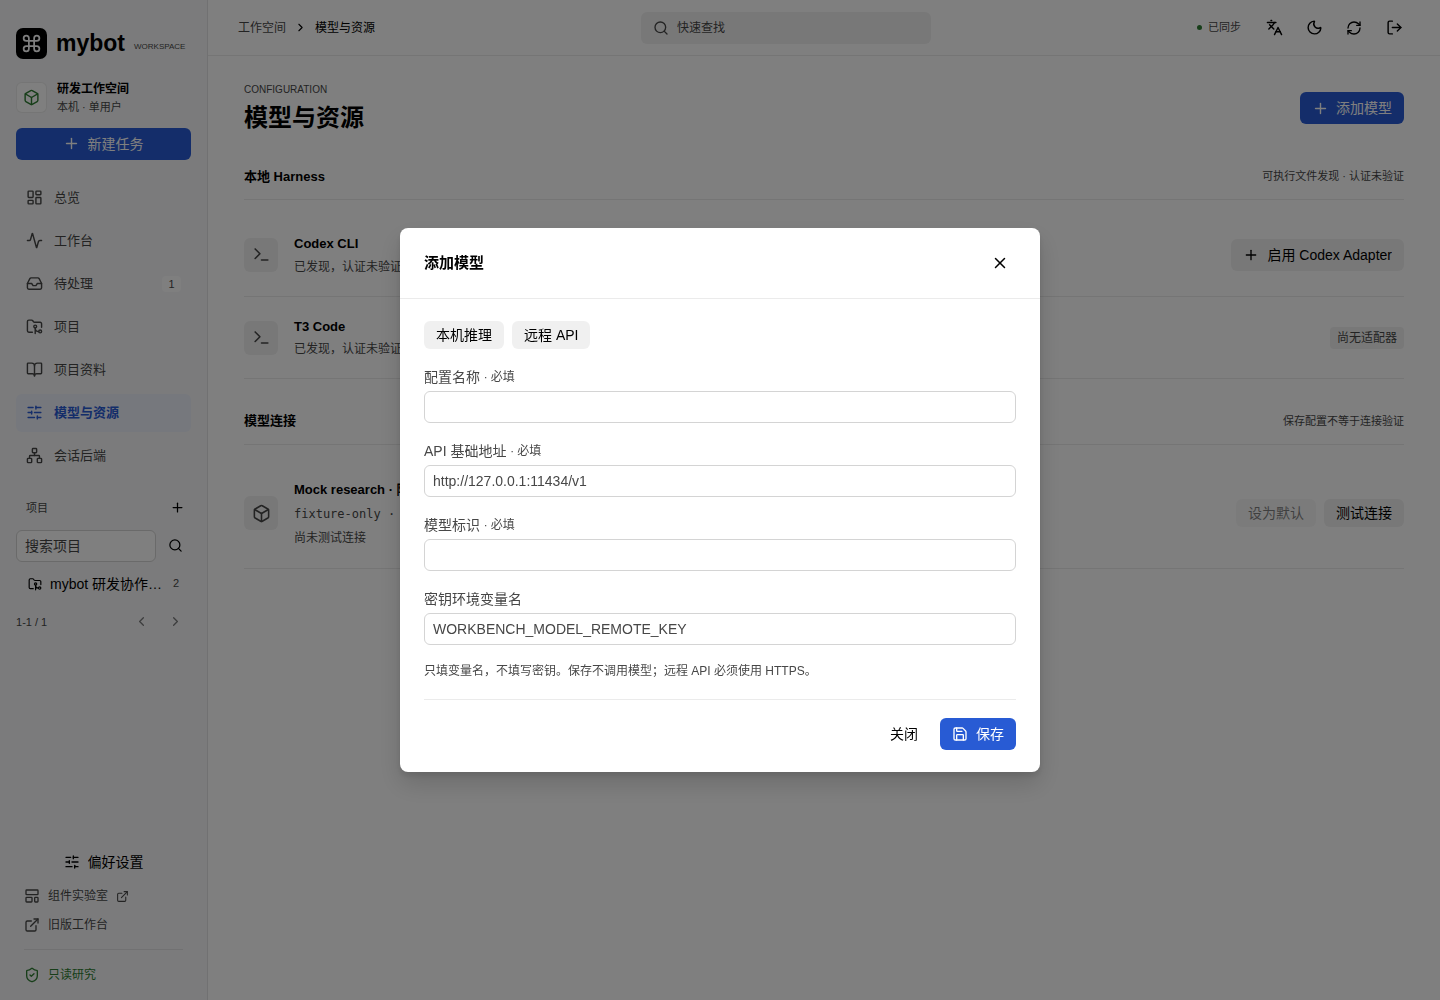 mybot WORKSPACE
研发工作空间
本机 · 单用户
新建任务
总览
工作台
待处理 1
项目
项目资料
模型与资源
会话后端
项目
搜索项目
mybot 研发协作… 2
1-1 / 1
偏好设置
组件实验室
旧版工作台
只读研究
工作空间 模型与资源
快速查找
已同步
CONFIGURATION
模型与资源
添加模型
本地 Harness
可执行文件发现 · 认证未验证
Codex CLI
已发现，认证未验证
启用 Codex Adapter
T3 Code
已发现，认证未验证
尚无适配器
模型连接
保存配置不等于连接验证
Mock research ·
fixture-only ·
尚未测试连接
设为默认
测试连接
添加模型
本机推理
远程 API
配置名称 · 必填
API 基础地址 · 必填
http://127.0.0.1:11434/v1
模型标识 · 必填
密钥环境变量名
WORKBENCH_MODEL_REMOTE_KEY
只填变量名，不填写密钥。保存不调用模型；远程 API 必须使用 HTTPS。
关闭
保存